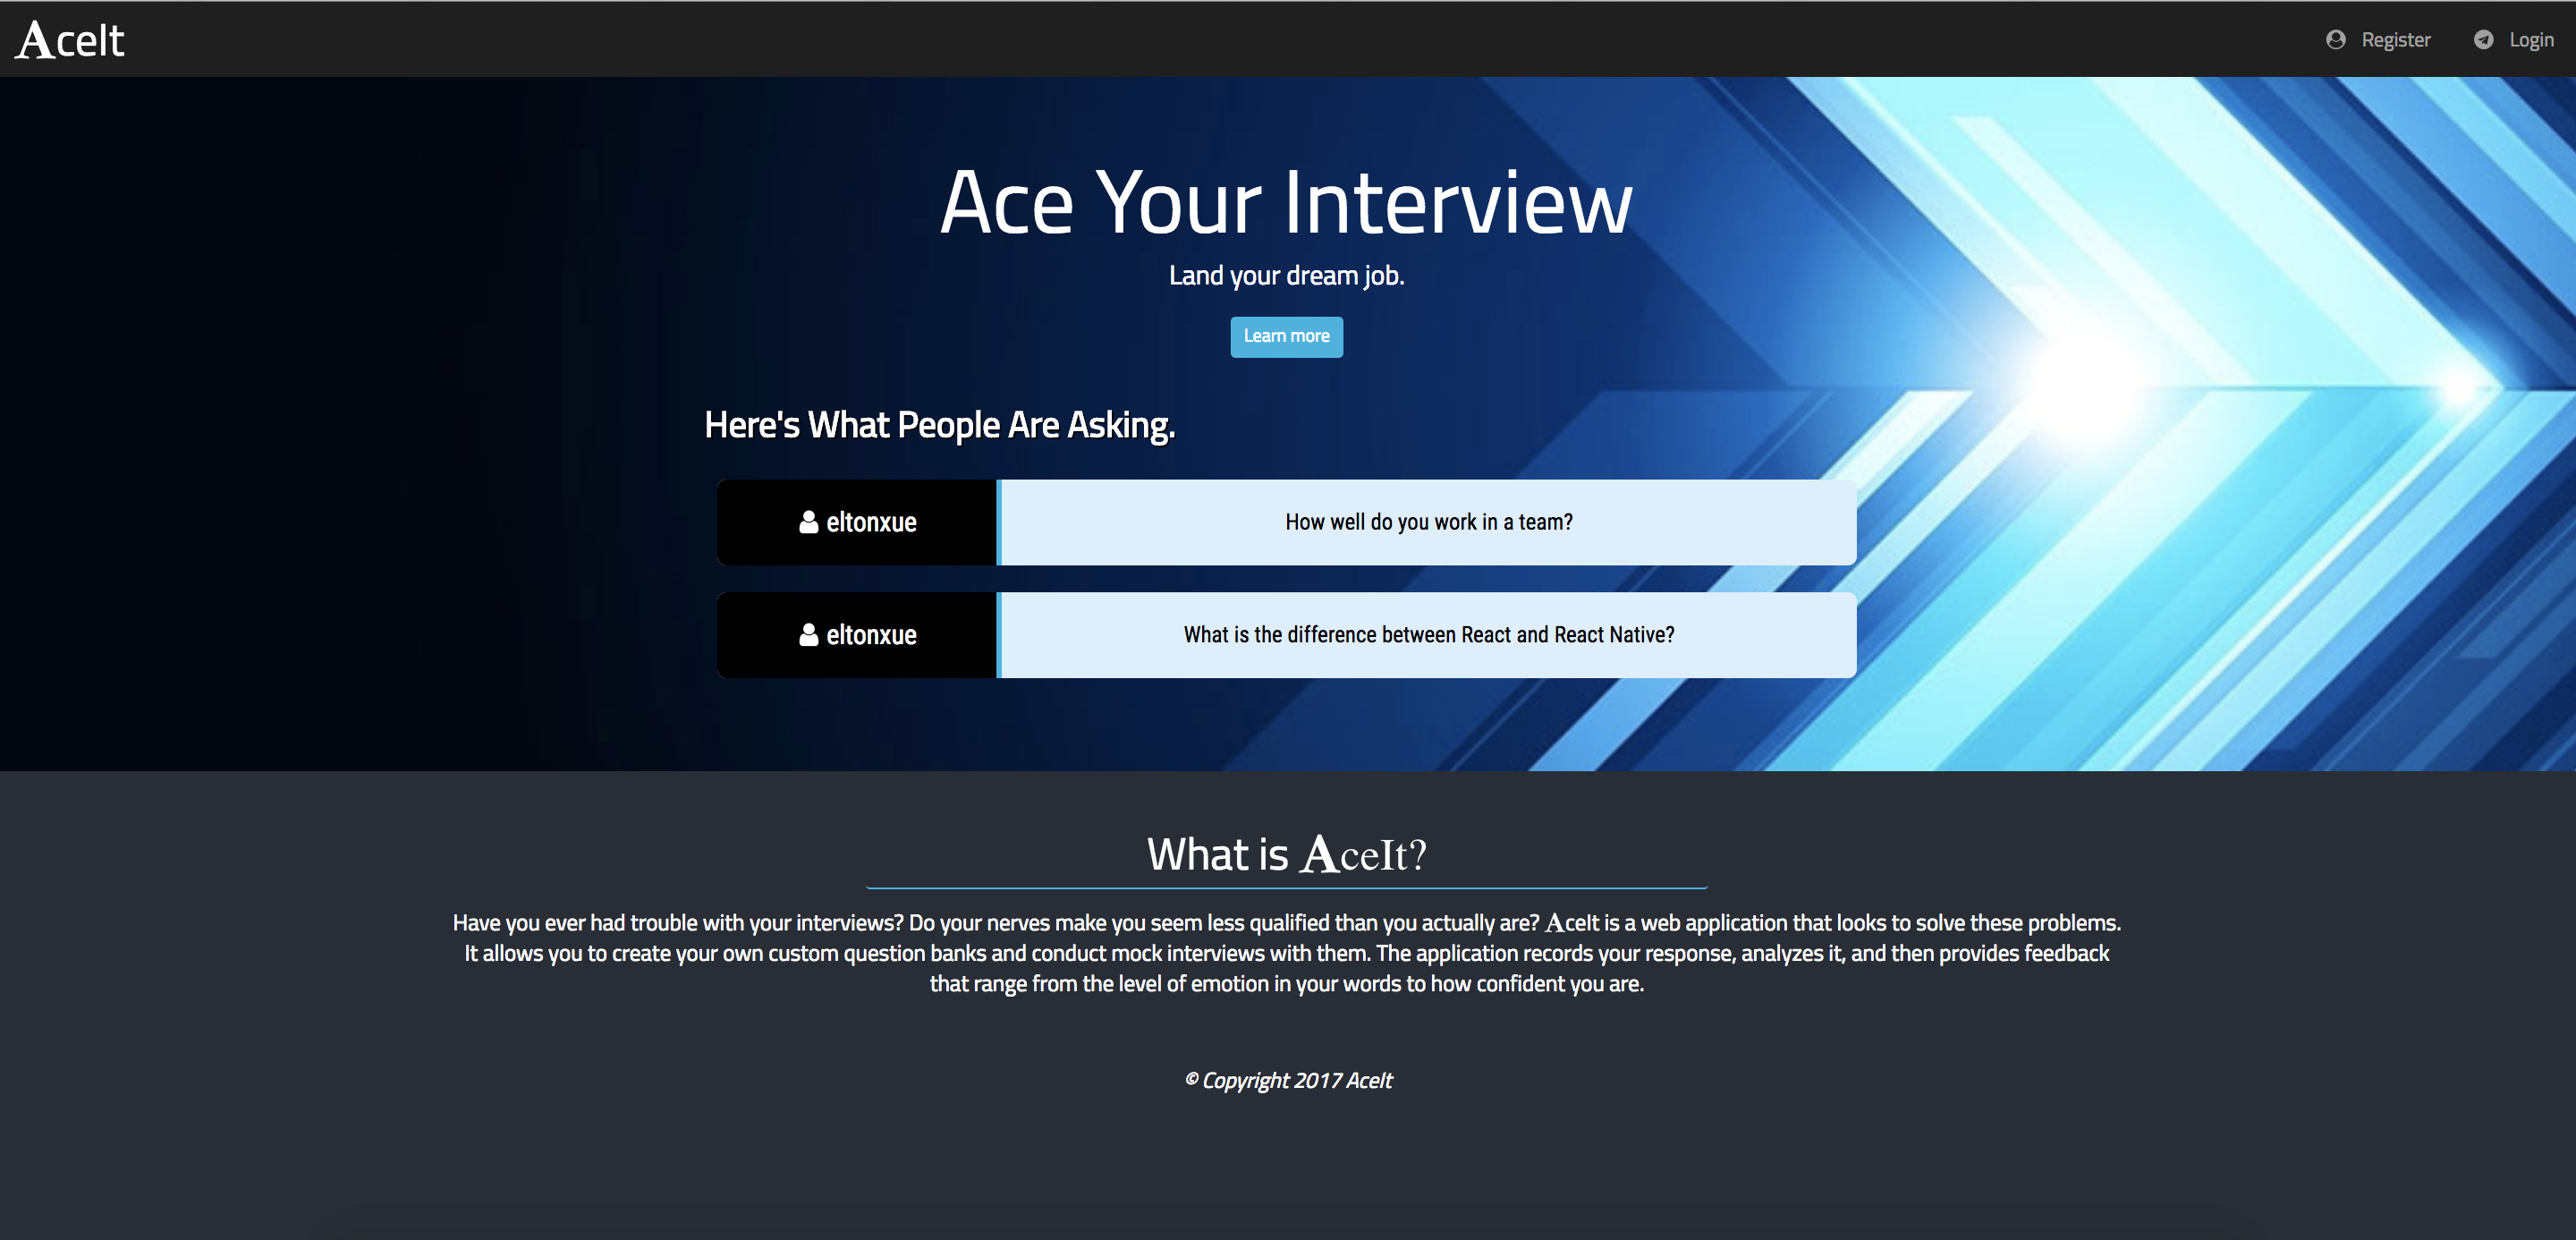 AceIt
Register
Login
Ace Your Interview
Land your dream job.
Learn more
Here's What People Are Asking.
eltonxue
How well do you work in a team?
eltonxue
What is the difference between React and React Native?
What is AceIt?
Have you ever had trouble with your interviews? Do your nerves make you seem less qualified than you actually are? AceIt is a web application that looks to solve these problems.
It allows you to create your own custom question banks and conduct mock interviews with them. The application records your response, analyzes it, and then provides feedback
that range from the level of emotion in your words to how confident you are.
© Copyright 2017 AceIt